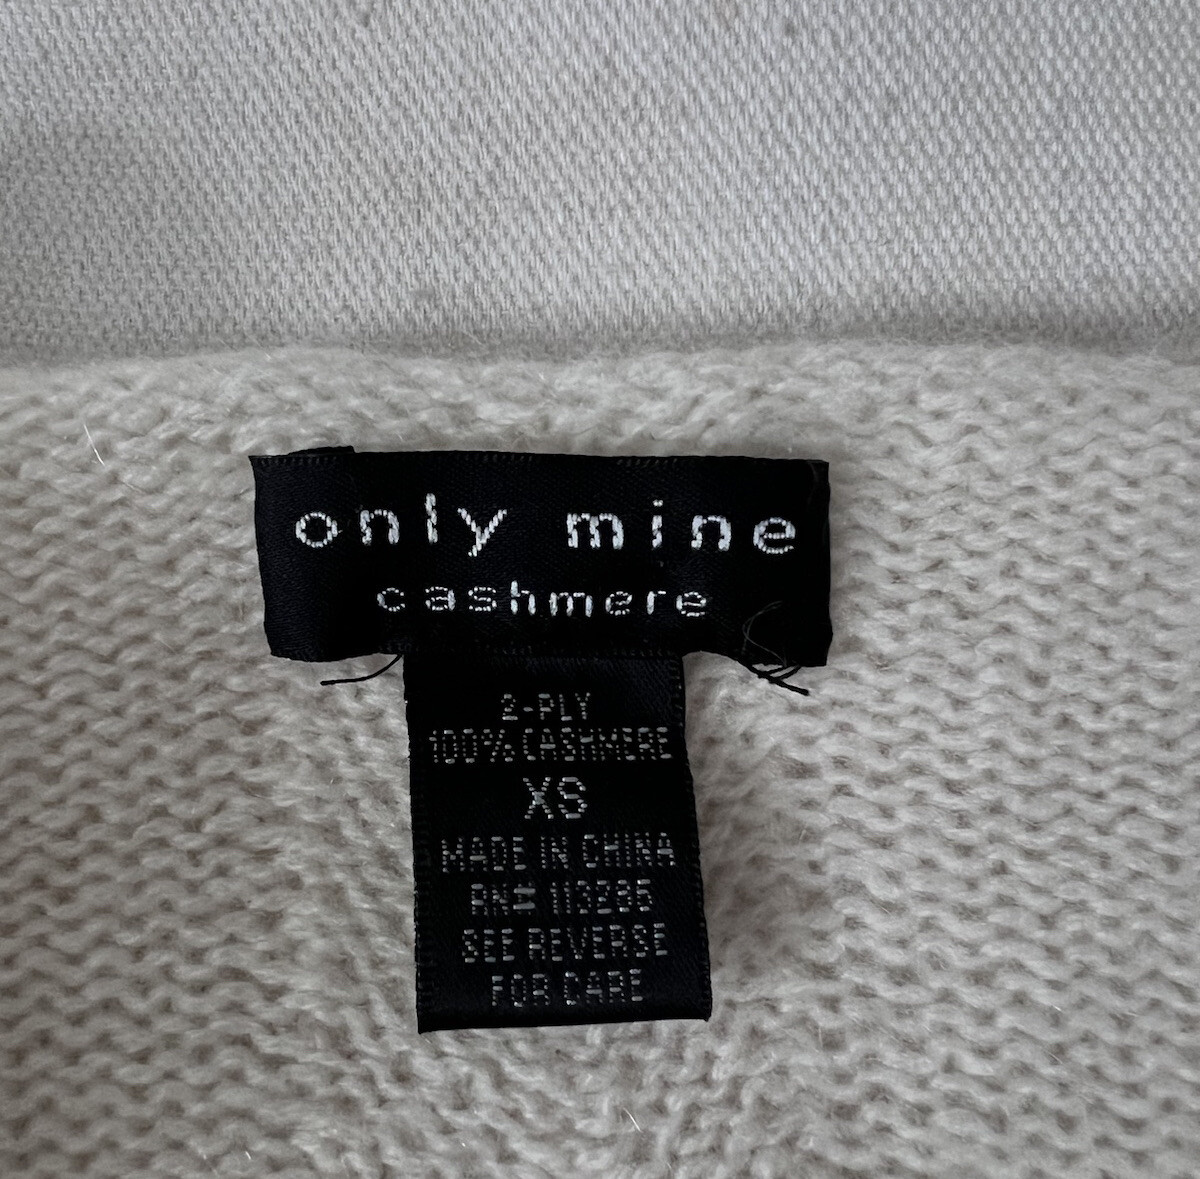 only mine
cashmere
2-PLY
100% CASHMERE
XS
MADE IN CHINA
RN# 113285
SEE REVERSE
FOR CARE